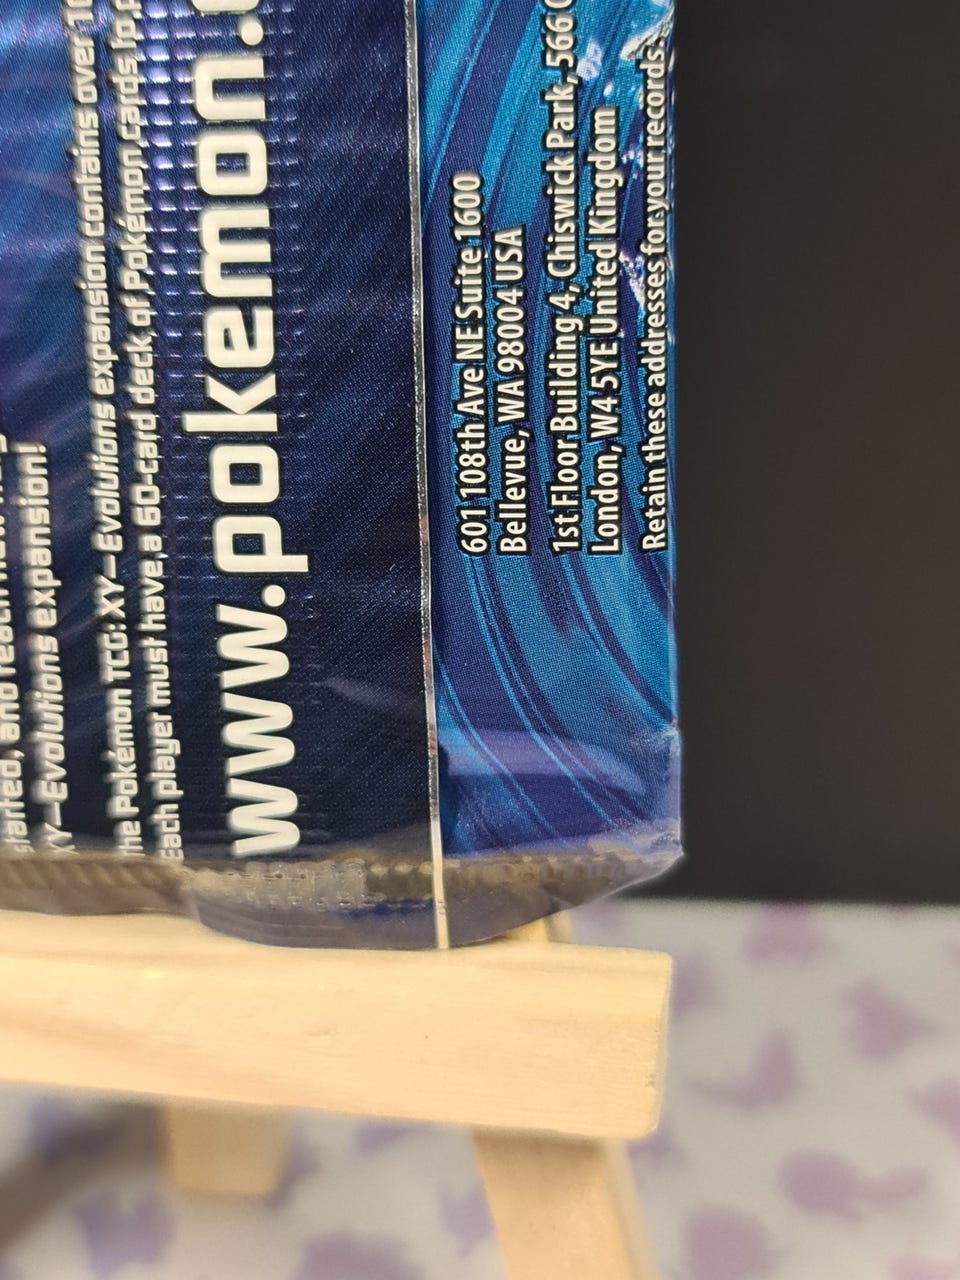 started, and
XY—Evolutions expansion!
the Pokémon TCG: XY—Evolutions expansion contains over
Each player must have a 60-card deck of Pokémon cards
www.pokemon.
601 108th Ave NE Suite 1600
Bellevue, WA 98004 USA
1st Floor Building 4, Chiswick Park, 566
London, W4 5YE United Kingdom
Retain these addresses for your records.